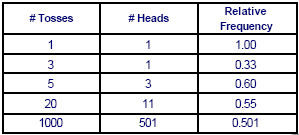 # Tosses # Heads Relative Frequency
1 1 1.00
3 1 0.33
5 3 0.60
20 11 0.55
1000 501 0.501